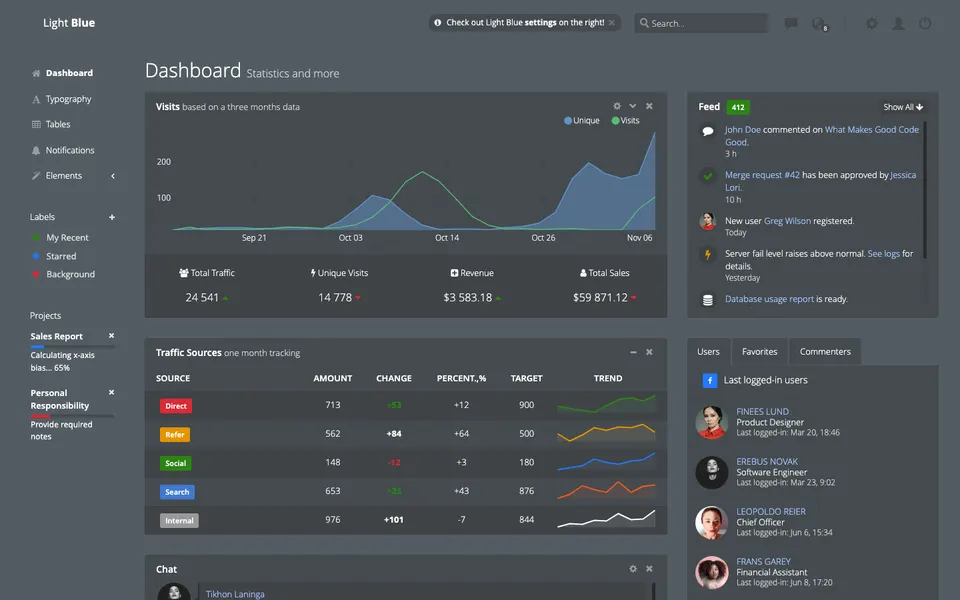 Light Blue
Check out Light Blue settings on the right!
Search...
8
Dashboard
Typography
Tables
Notifications
Elements
Labels
My Recent
Starred
Background
Projects
Sales Report
Calculating x-axis
bias... 65%
Personal
Responsibility
Provide required
notes
Dashboard Statistics and more
Visits based on a three months data
Unique Visits
200
100
Sep 21 Oct 03 Oct 14 Oct 26 Nov 06
Total Traffic Unique Visits Revenue Total Sales
24 541 14 778 $3 583.18 $59 871.12
Traffic Sources one month tracking
SOURCE AMOUNT CHANGE PERCENT.,% TARGET TREND
Direct 713 +53 +12 900
Refer 562 +84 +64 500
Social 148 -12 +3 180
Search 653 +43 876
Internal 976 +101 -7 844
Chat
Tikhon Laninga
Feed 412 Show All
John Doe commented on What Makes Good Code
Good.
3 h
Merge request #42 has been approved by Jessica
Lori.
10 h
New user Greg Wilson registered.
Today
Server fail level raises above normal. See logs for
details.
Yesterday
Database usage report is ready.
Users Favorites Commenters
Last logged-in users
FINEES LUND
Product Designer
Last logged-in: Mar 20, 18:46
EREBUS NOVAK
Software Engineer
Last logged-in: Mar 23, 9:02
LEOPOLDO REIER
Chief Officer
Last logged-in: Jun 6, 15:34
FRANS GAREY
Financial Assistant
Last logged-in: Jun 8, 17:20